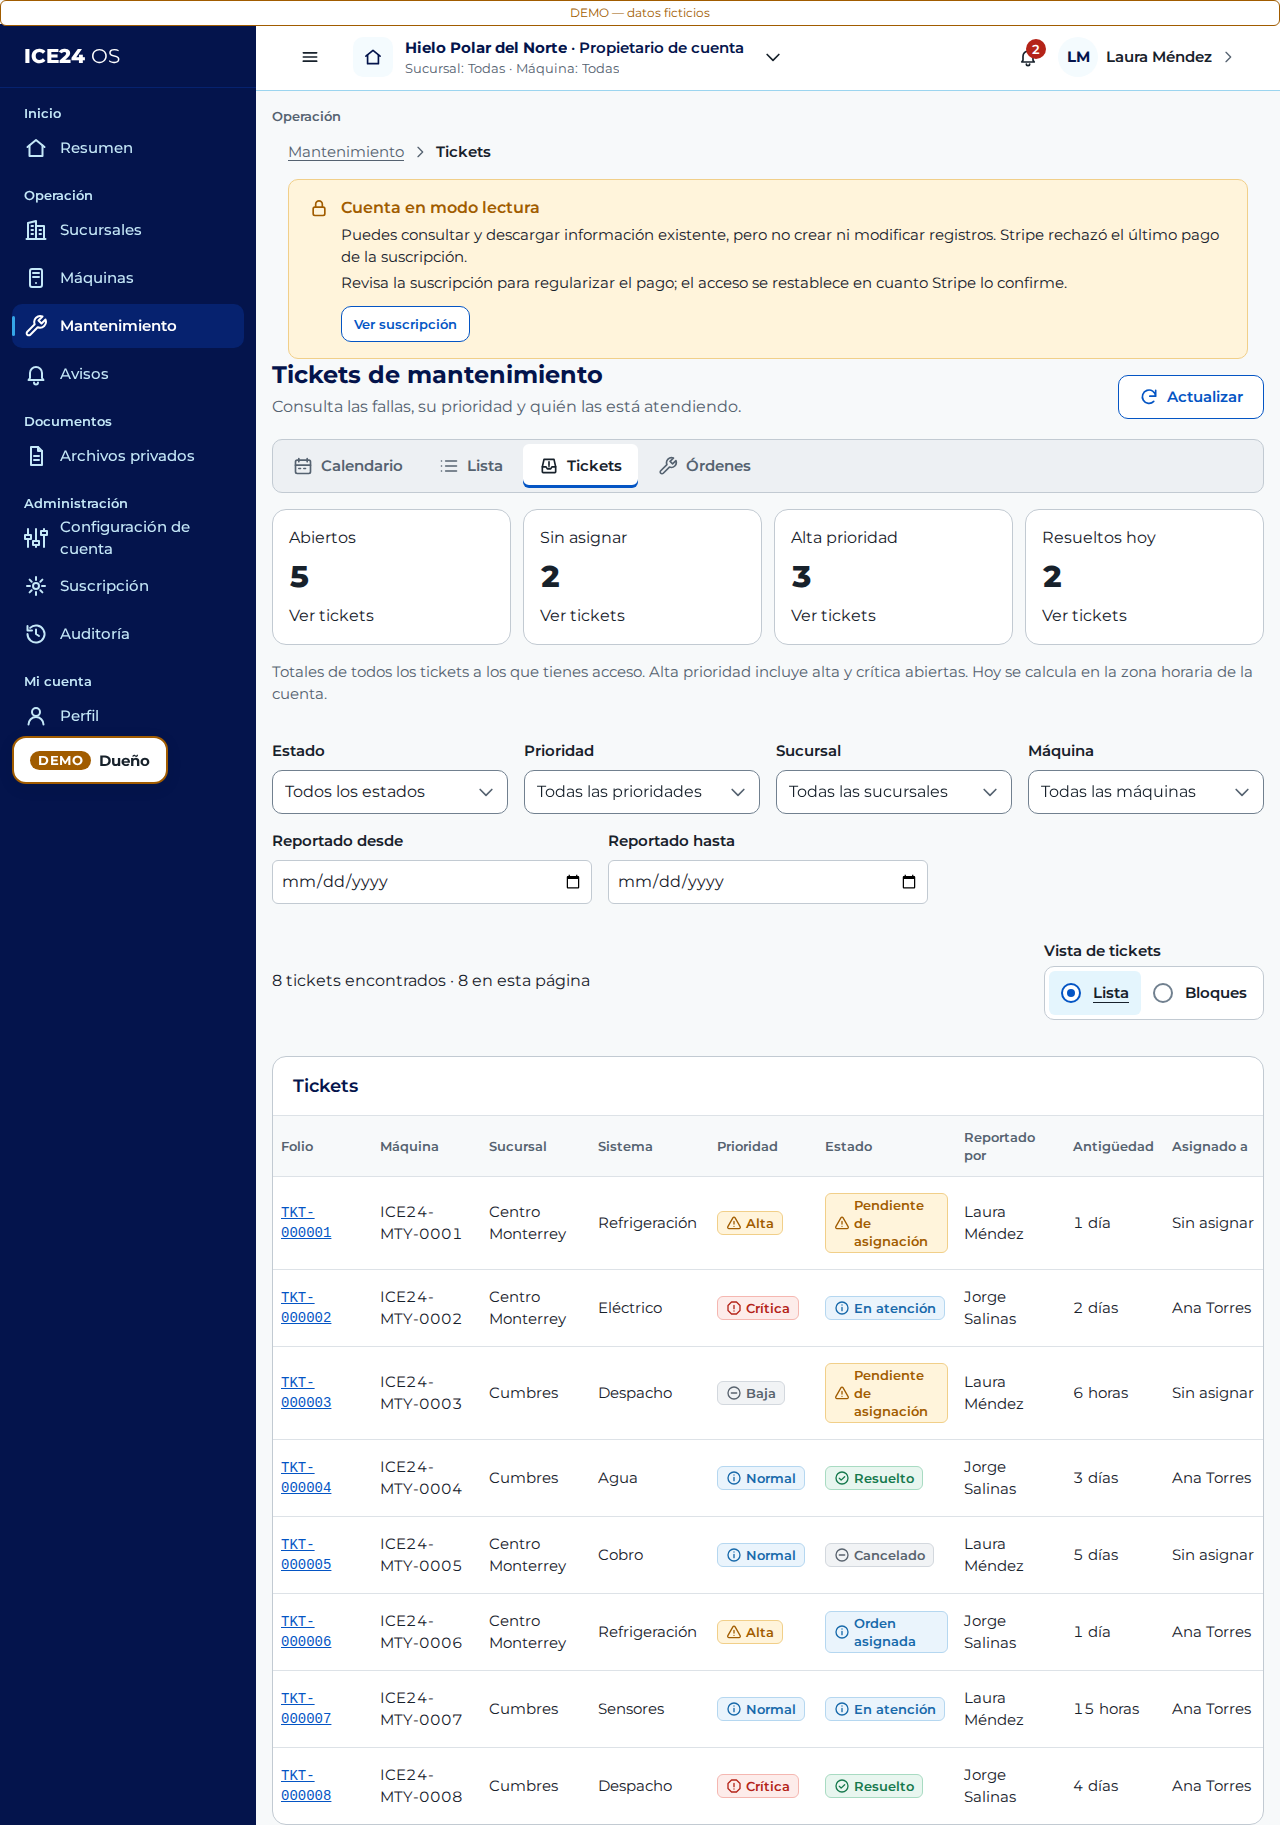 DEMO — datos ficticios
ICE24 OS
Inicio
Resumen
Operación
Sucursales
Máquinas
Mantenimiento
Avisos
Documentos
Archivos privados
Administración
Configuración de
cuenta
Suscripción
Auditoría
Mi cuenta
Perfil
DEMO Dueño
Hielo Polar del Norte · Propietario de cuenta
Sucursal: Todas · Máquina: Todas
2
LM Laura Méndez
Operación
Mantenimiento > Tickets
Cuenta en modo lectura
Puedes consultar y descargar información existente, pero no crear ni modificar registros. Stripe rechazó el último pago
de la suscripción.
Revisa la suscripción para regularizar el pago; el acceso se restablece en cuanto Stripe lo confirme.
Ver suscripción
Tickets de mantenimiento
Consulta las fallas, su prioridad y quién las está atendiendo.
Actualizar
Calendario Lista Tickets Órdenes
Abiertos
5
Ver tickets
Sin asignar
2
Ver tickets
Alta prioridad
3
Ver tickets
Resueltos hoy
2
Ver tickets
Totales de todos los tickets a los que tienes acceso. Alta prioridad incluye alta y crítica abiertas. Hoy se calcula en la zona horaria de la
cuenta.
Estado
Todos los estados
Prioridad
Todas las prioridades
Sucursal
Todas las sucursales
Máquina
Todas las máquinas
Reportado desde
mm/dd/yyyy
Reportado hasta
mm/dd/yyyy
8 tickets encontrados · 8 en esta página
Vista de tickets
Lista Bloques
Tickets
Folio Máquina Sucursal Sistema Prioridad Estado Reportado por Antigüedad Asignado a
TKT-000001 ICE24-MTY-0001 Centro Monterrey Refrigeración Alta Pendiente de asignación Laura Méndez 1 día Sin asignar
TKT-000002 ICE24-MTY-0002 Centro Monterrey Eléctrico Crítica En atención Jorge Salinas 2 días Ana Torres
TKT-000003 ICE24-MTY-0003 Cumbres Despacho Baja Pendiente de asignación Laura Méndez 6 horas Sin asignar
TKT-000004 ICE24-MTY-0004 Cumbres Agua Normal Resuelto Jorge Salinas 3 días Ana Torres
TKT-000005 ICE24-MTY-0005 Centro Monterrey Cobro Normal Cancelado Laura Méndez 5 días Sin asignar
TKT-000006 ICE24-MTY-0006 Centro Monterrey Refrigeración Alta Orden asignada Jorge Salinas 1 día Ana Torres
TKT-000007 ICE24-MTY-0007 Cumbres Sensores Normal En atención Laura Méndez 15 horas Ana Torres
TKT-000008 ICE24-MTY-0008 Cumbres Despacho Crítica Resuelto Jorge Salinas 4 días Ana Torres